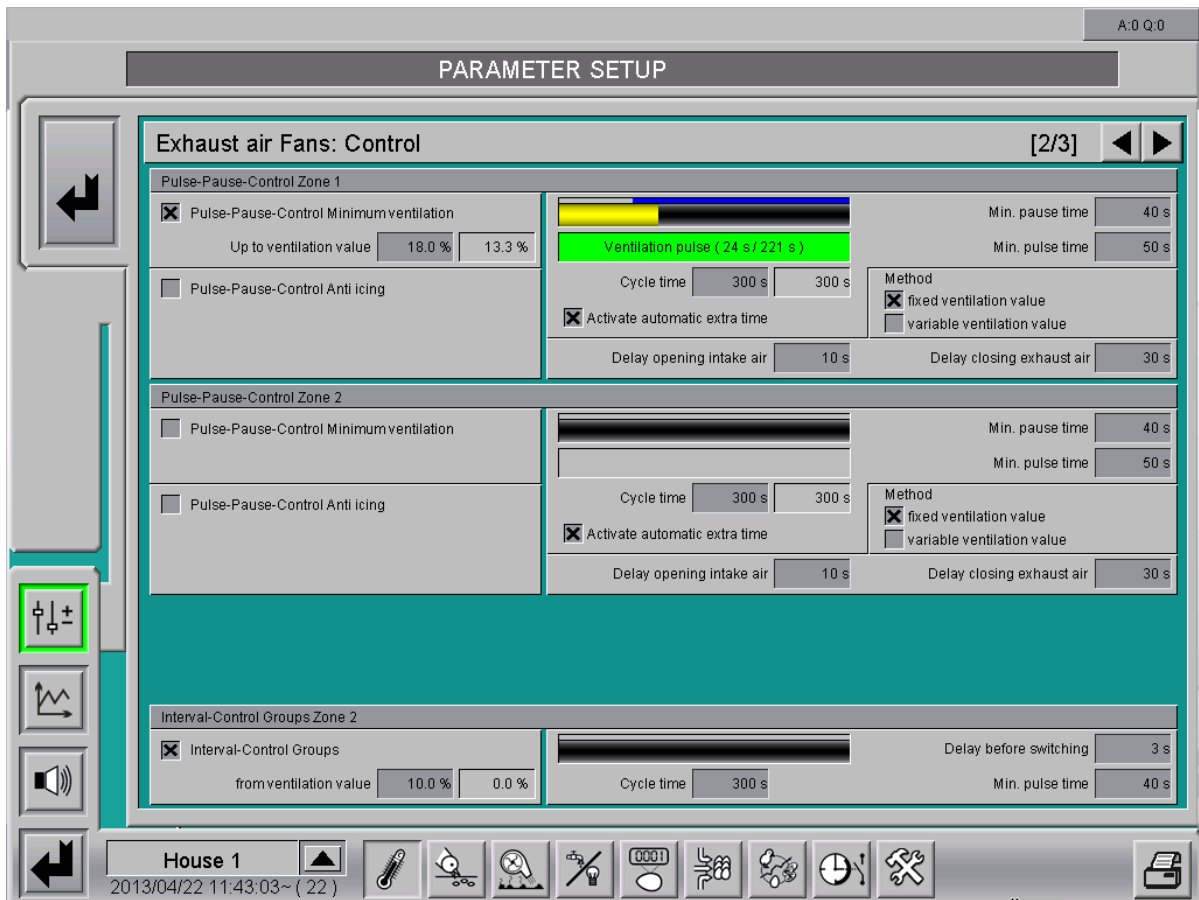 A:0 Q:0
PARAMETER SETUP
Exhaust air Fans: Control [2/3]
Pulse-Pause-Control Zone 1
Pulse-Pause-Control Minimum ventilation
Min. pause time 40 s
Up to ventilation value 18.0 % 13.3 %
Ventilation pulse ( 24 s / 221 s )
Min. pulse time 50 s
Pulse-Pause-Control Anti icing
Cycle time 300 s 300 s
Method
fixed ventilation value
Activate automatic extra time
variable ventilation value
Delay opening intake air 10 s
Delay closing exhaust air 30 s
Pulse-Pause-Control Zone 2
Pulse-Pause-Control Minimum ventilation
Min. pause time 40 s
Min. pulse time 50 s
Pulse-Pause-Control Anti icing
Cycle time 300 s 300 s
Method
fixed ventilation value
Activate automatic extra time
variable ventilation value
Delay opening intake air 10 s
Delay closing exhaust air 30 s
Interval-Control Groups Zone 2
Interval-Control Groups
Delay before switching 3 s
from ventilation value 10.0 % 0.0 %
Cycle time 300 s
Min. pulse time 40 s
House 1
2013/04/22 11:43:03~ ( 22 )
0001